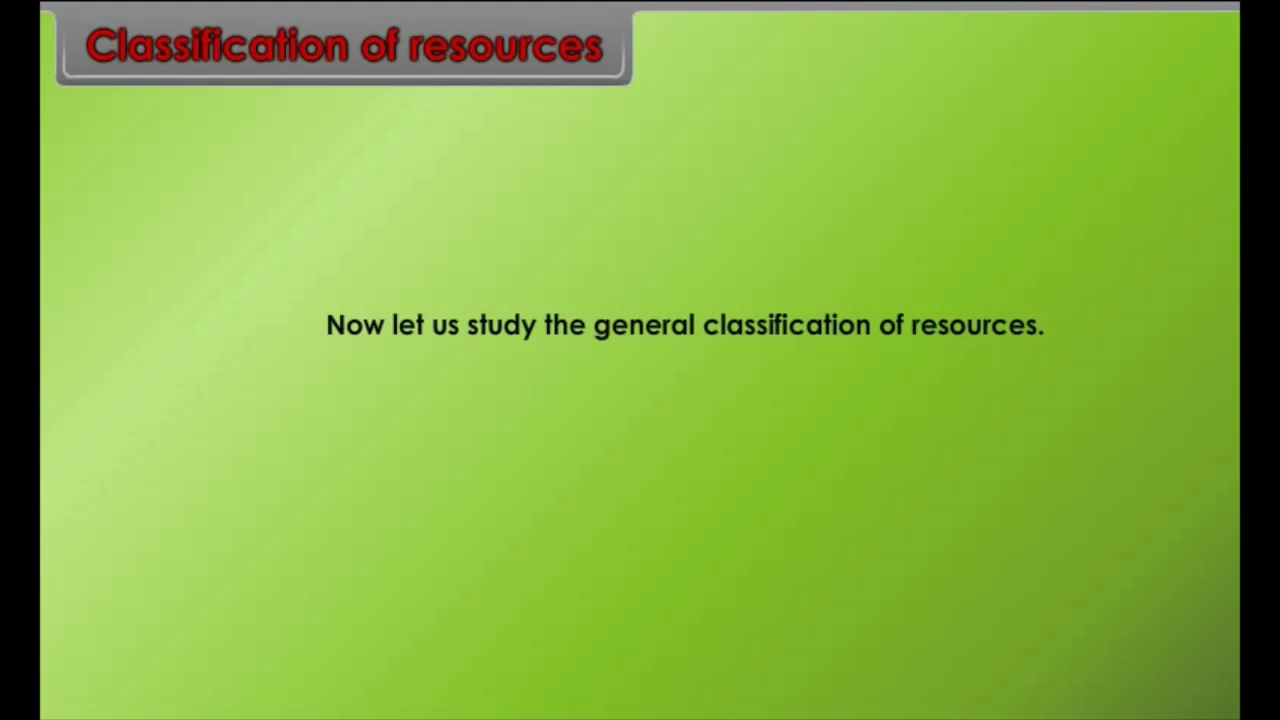 Classification of resources
Now let us study the general classification of resources.